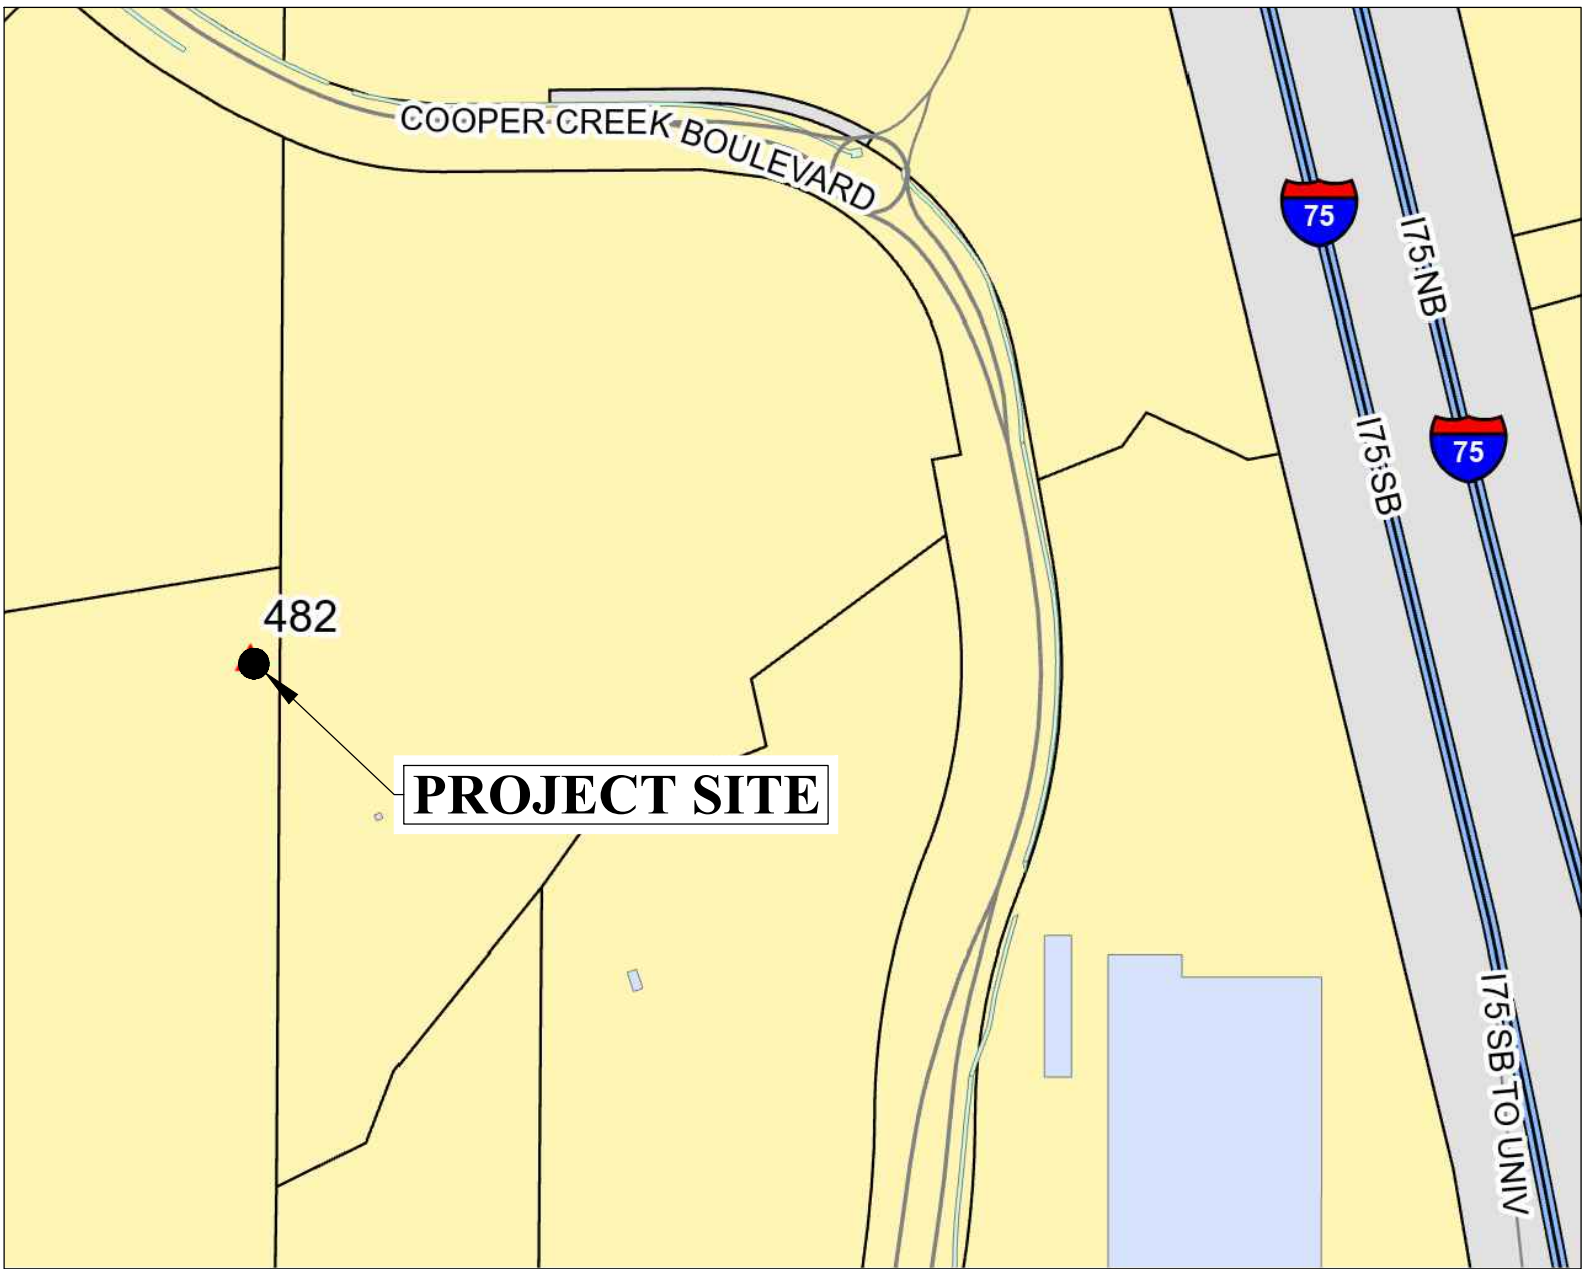 COOPER CREEK BOULEVARD
75
I75 NB
75
I75 SB
482
PROJECT SITE
I75 SB TO UNIV